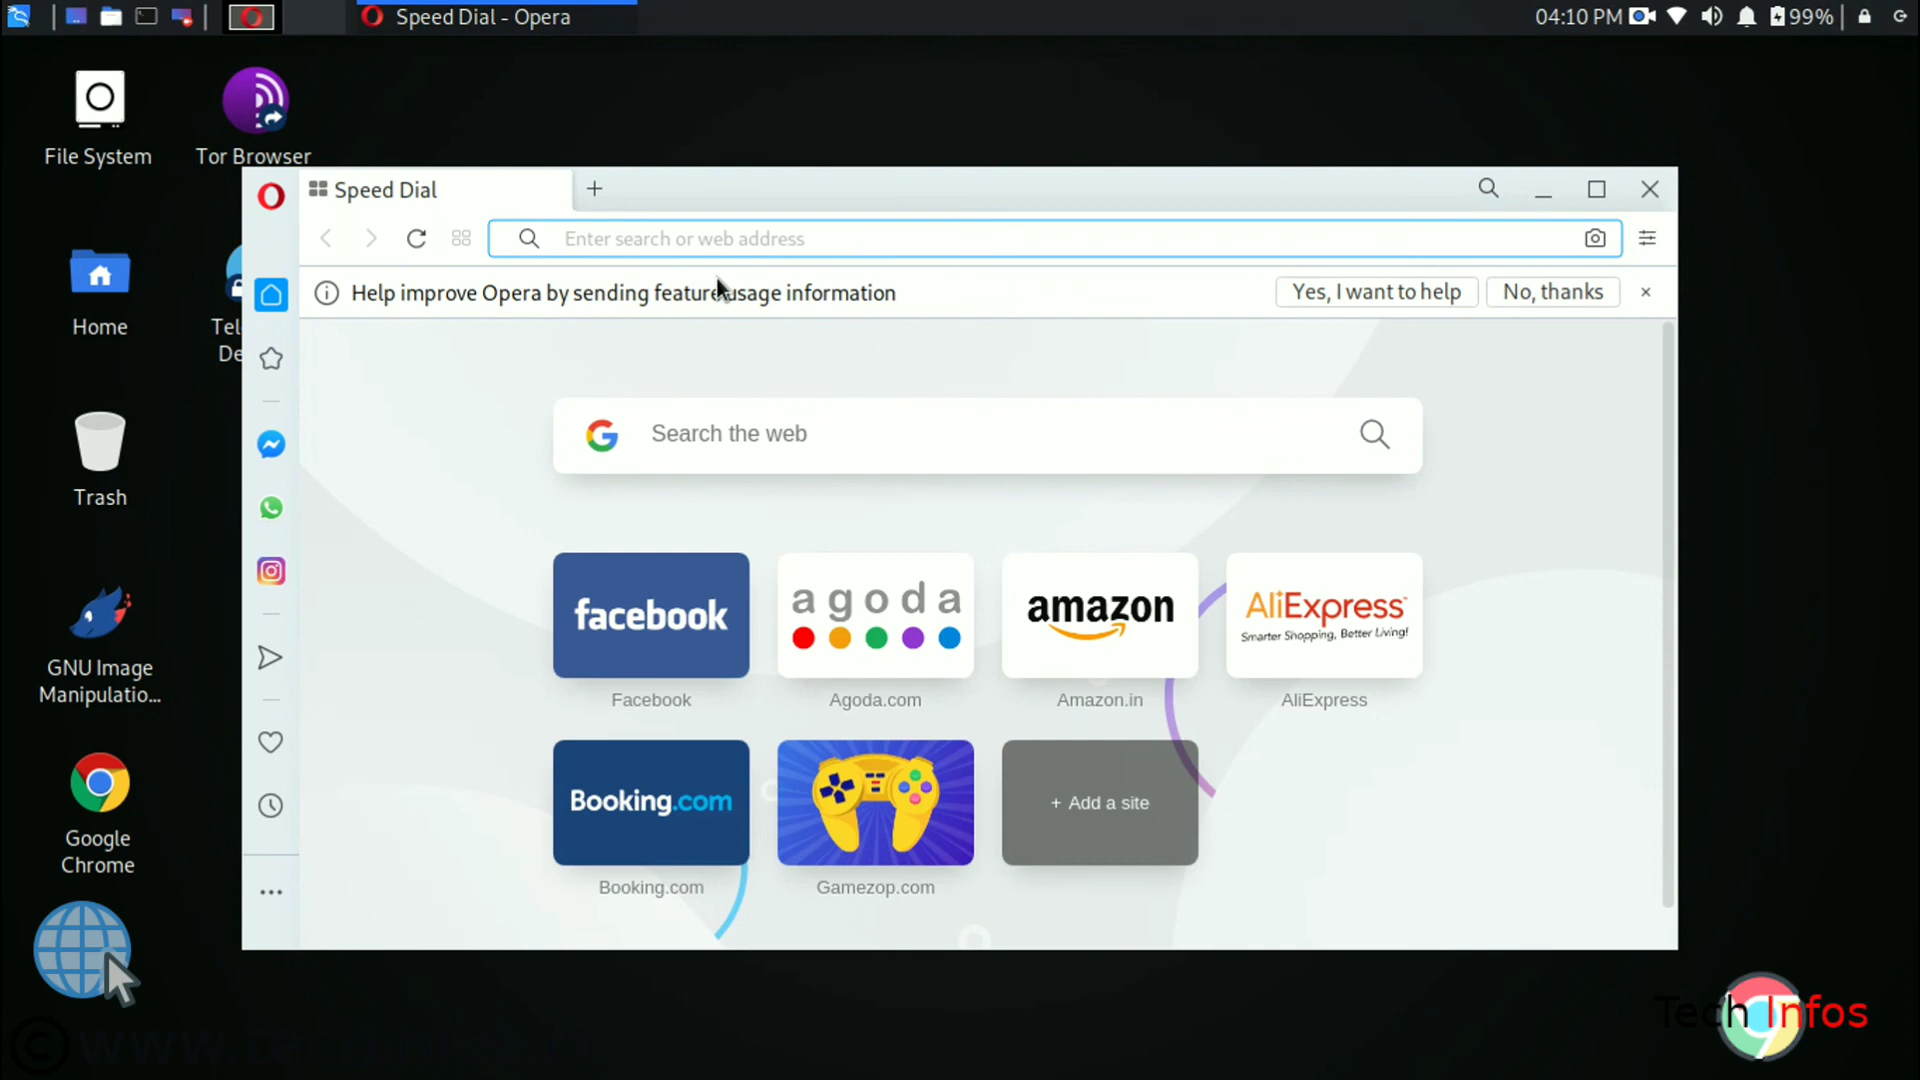 Speed Dial - Opera
04:10 PM
99%
File System
Tor Browser
Speed Dial
Enter search or web address
Help improve Opera by sending feature usage information
Yes, I want to help
No, thanks
Home
Tel
De
Search the web
Trash
facebook
agoda
amazon
AliExpress™
Smarter Shopping, Better Living!
Facebook
Agoda.com
Amazon.in
AliExpress
GNU Image
Manipulatio...
Booking.com
+ Add a site
Google
Chrome
Booking.com
Gamezop.com
Tech Infos